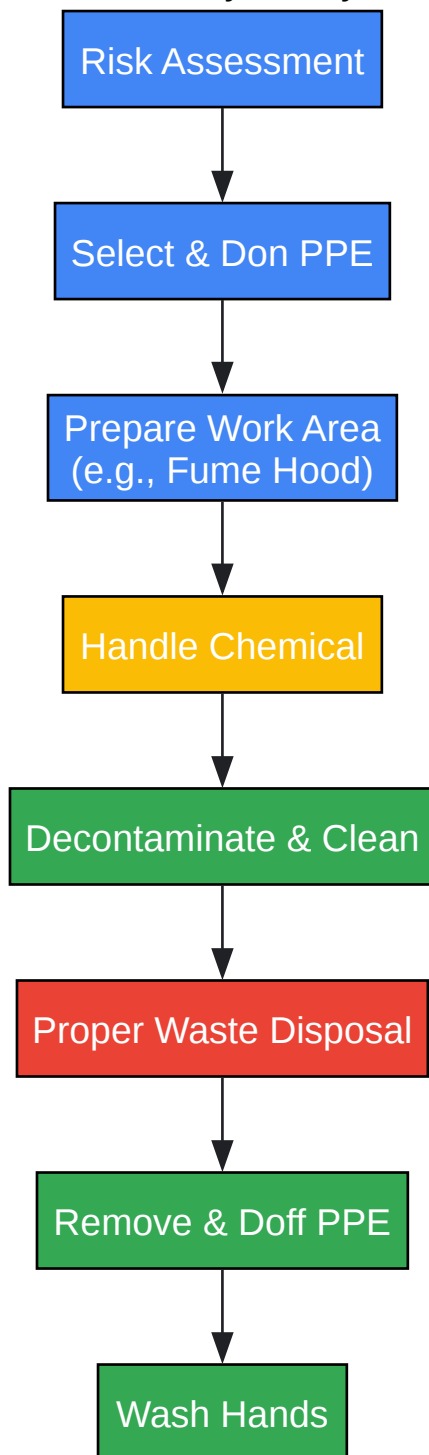 Risk Assessment
Select & Don PPE
Prepare Work Area
(e.g., Fume Hood)
Handle Chemical
Decontaminate & Clean
Proper Waste Disposal
Remove & Doff PPE
Wash Hands